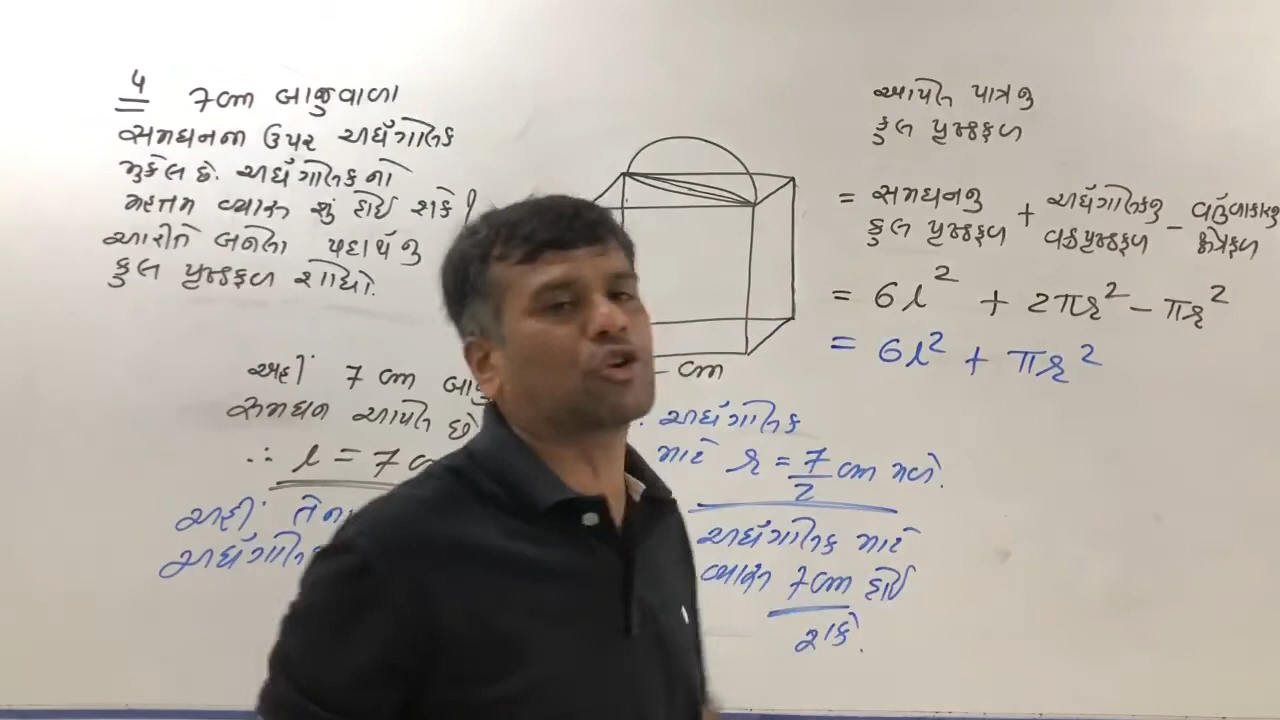 ૫
7cm બાજુવાળા
સમઘનના ઉપર અર્ધગોલક
મુકેલ છે. અર્ધગોલકનો
મહત્તમ વ્યાસ શું હોઈ શકે?
આ રીતે બનેલા પદાર્થનુ
કુલ પૃષ્ઠફળ શોધો.
અહીં 7 cm
સમઘન આપેલ છે
∴ l = 7
અહીં
અર્ધગોલક
cm
અર્ધગોલક
માટે r = 7/2 cm મળે.
અર્ધગોલક માટે
વ્યાસ 7cm હોઈ
શકે.
આપેલ પાત્રનુ
કુલ પૃષ્ઠફળ
= સમઘનનુ કુલ પૃષ્ઠફળ + અર્ધગોલકનુ વક્રપૃષ્ઠફળ - વર્તુળાકારનુ ક્ષેત્રફળ
= 6l² + 2πr² - πr²
= 6l² + πr²